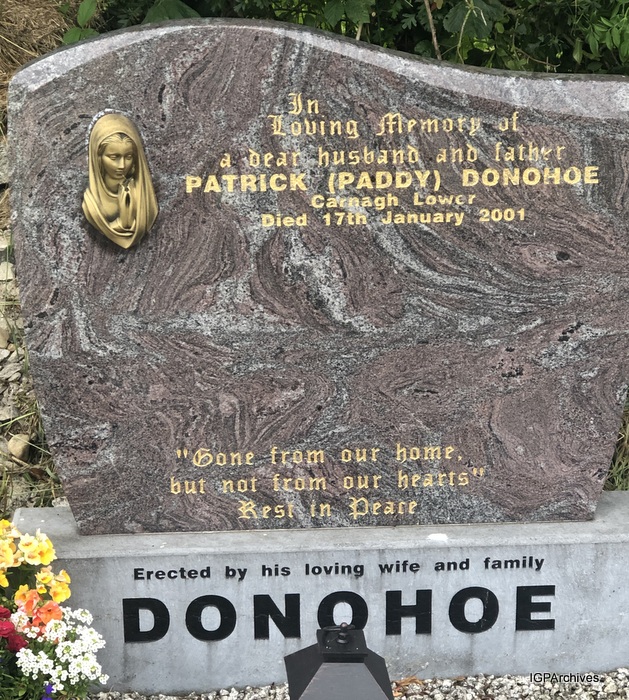 In
Loving Memory of
a dear husband and father
PATRICK (PADDY) DONOHOE
Carnagh Lower
Died 17th January 2001
"Gone from our home,
but not from our hearts"
Rest in Peace
Erected by his loving wife and family
DONOHOE
IGPArchives